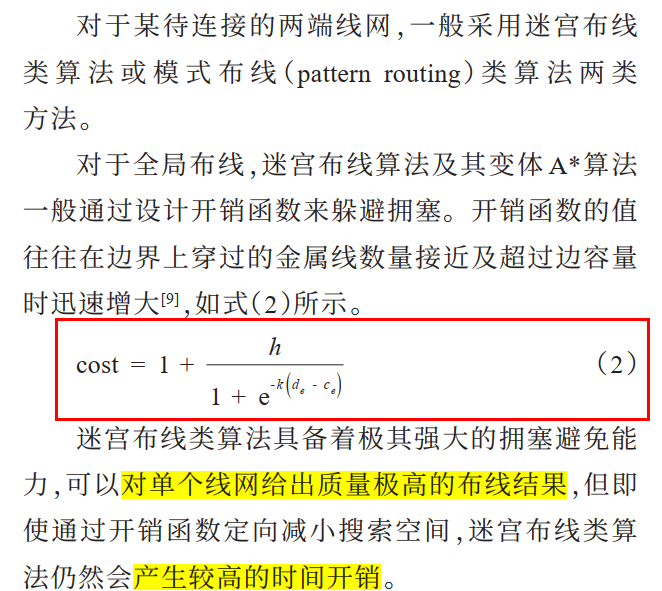 对于某待连接的两端线网,一般采用迷宫布线
类算法或模式布线(pattern routing)类算法两类
方法。
对于全局布线,迷宫布线算法及其变体A*算法
一般通过设计开销函数来躲避拥塞。开销函数的值
往往在边界上穿过的金属线数量接近及超过边容量
时迅速增大[9],如式(2)所示。
cost = 1 + h / (1 + e^{-k(d_e - c_e)}) (2)
迷宫布线类算法具备着极其强大的拥塞避免能
力,可以对单个线网给出质量极高的布线结果,但即
使通过开销函数定向减小搜索空间,迷宫布线类算
法仍然会产生较高的时间开销。